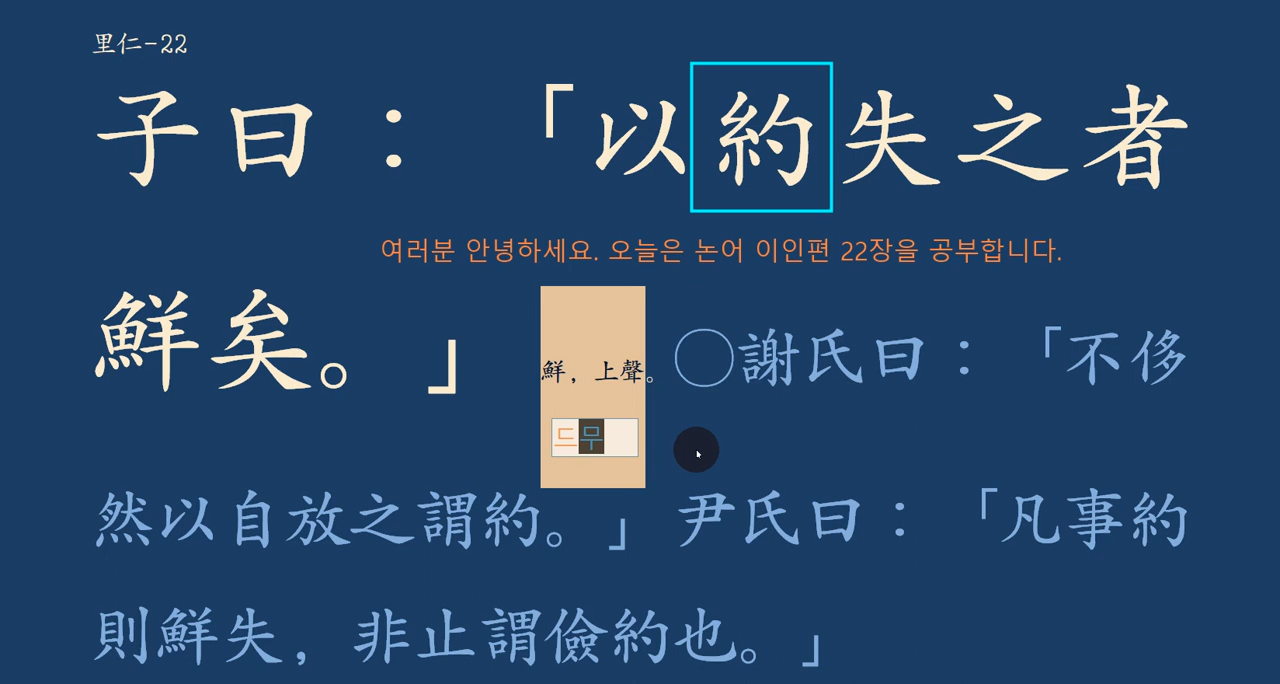 里仁-22
子曰：「以約失之者
여러분 안녕하세요. 오늘은 논어 이인편 22장을 공부합니다.
鮮矣。」
鮮，上聲。
드무
◯謝氏曰：「不侈
然以自放之謂約。」尹氏曰：「凡事約
則鮮失，非止謂儉約也。」